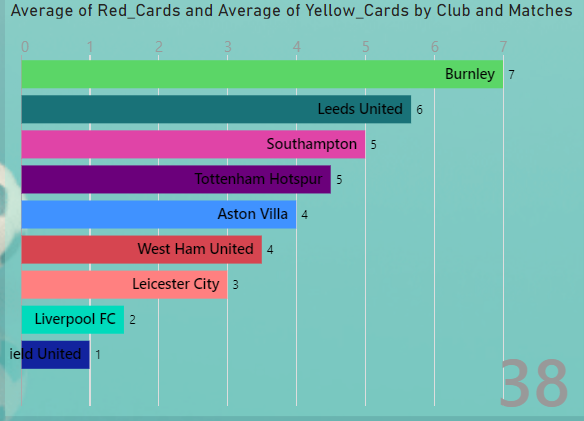 Average of Red_Cards and Average of Yellow_Cards by Club and Matches
0 1 2 3 4 5 6 7
Burnley 7
Leeds United 6
Southampton 5
Tottenham Hotspur 5
Aston Villa 4
West Ham United 4
Leicester City 3
Liverpool FC 2
ield United 1
38